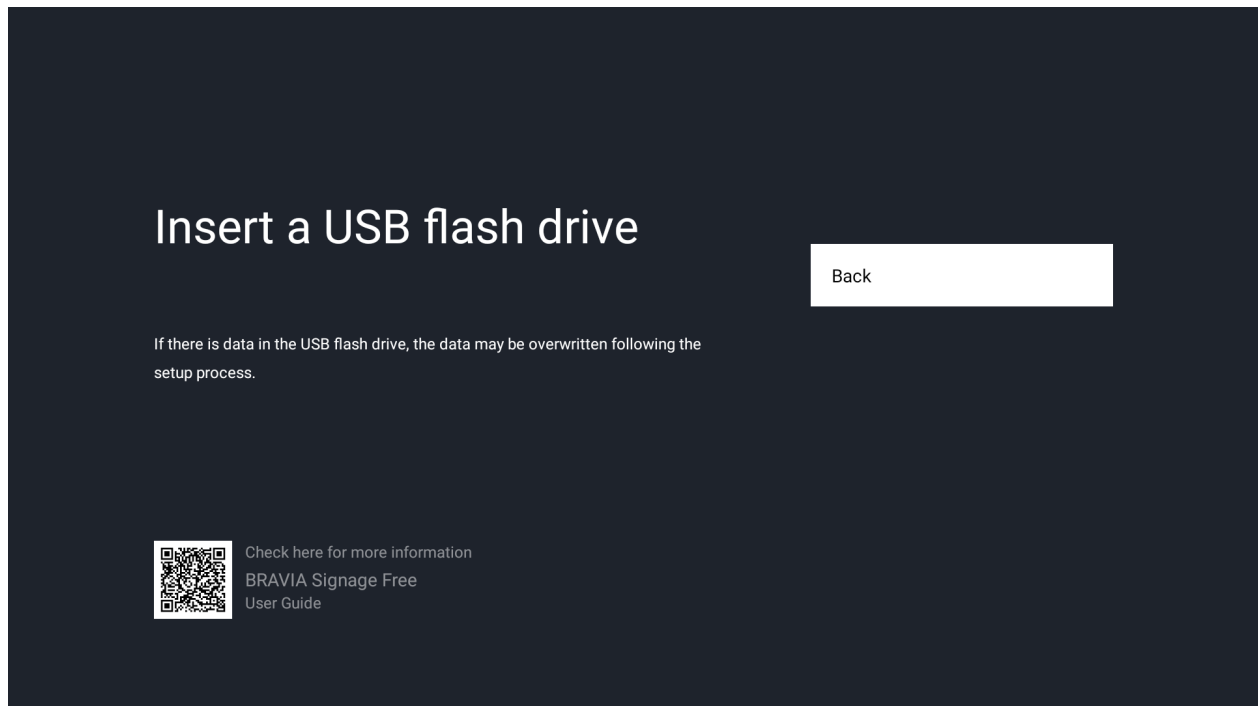 Insert a USB flash drive
Back
If there is data in the USB flash drive, the data may be overwritten following the
setup process.
Check here for more information
BRAVIA Signage Free
User Guide